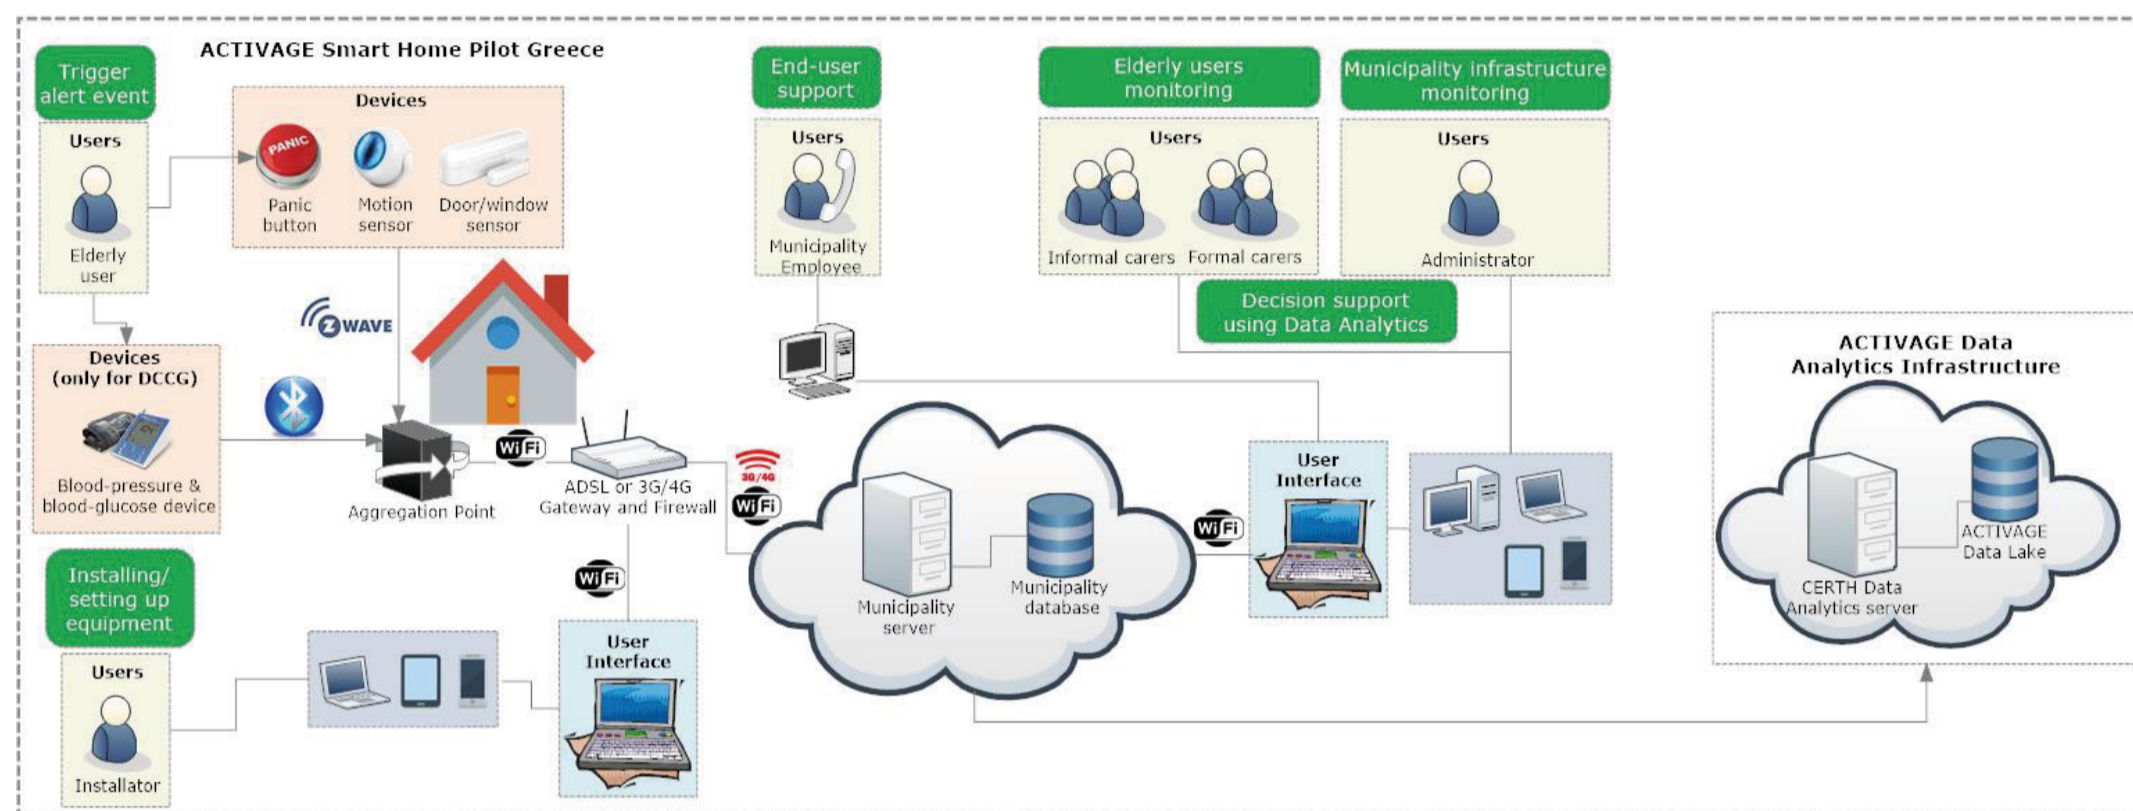 ACTIVAGE Smart Home Pilot Greece
Trigger
alert event
Users
Elderly
user
Devices
PANIC
Panic
button
Motion
sensor
Door/window
sensor
End-user
support
Users
Municipality
Employee
Elderly users
monitoring
Users
Informal carers
Formal carers
Municipality infrastructure
monitoring
Users
Administrator
Decision support
using Data Analytics
Z WAVE
Devices
(only for DCCG)
Blood-pressure &
blood-glucose device
Aggregation Point
WiFi
ADSL or 3G/4G
Gateway and Firewall
3G/4G
WiFi
WiFi
Municipality
server
Municipality
database
WiFi
User
Interface
ACTIVAGE Data
Analytics Infrastructure
CERTH Data
Analytics server
ACTIVAGE
Data Lake
Installing/
setting up
equipment
Users
Installator
User
Interface